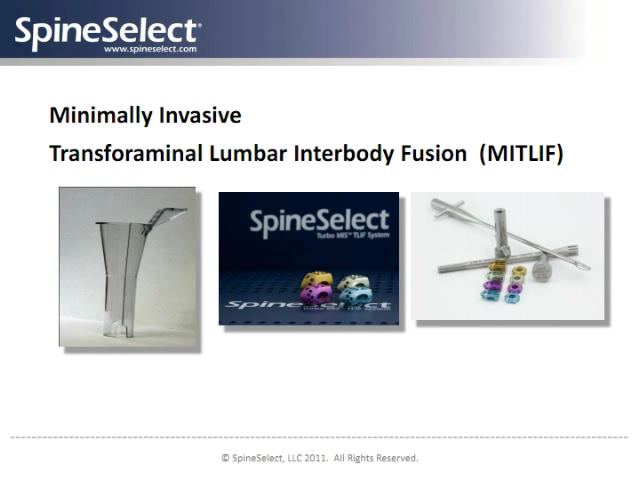 SpineSelect®
www.spineselect.com
Minimally Invasive
Transforaminal Lumbar Interbody Fusion (MITLIF)
SpineSelect
Turbo MIS™ TLIF System
SpineSelect
© SpineSelect, LLC 2011. All Rights Reserved.